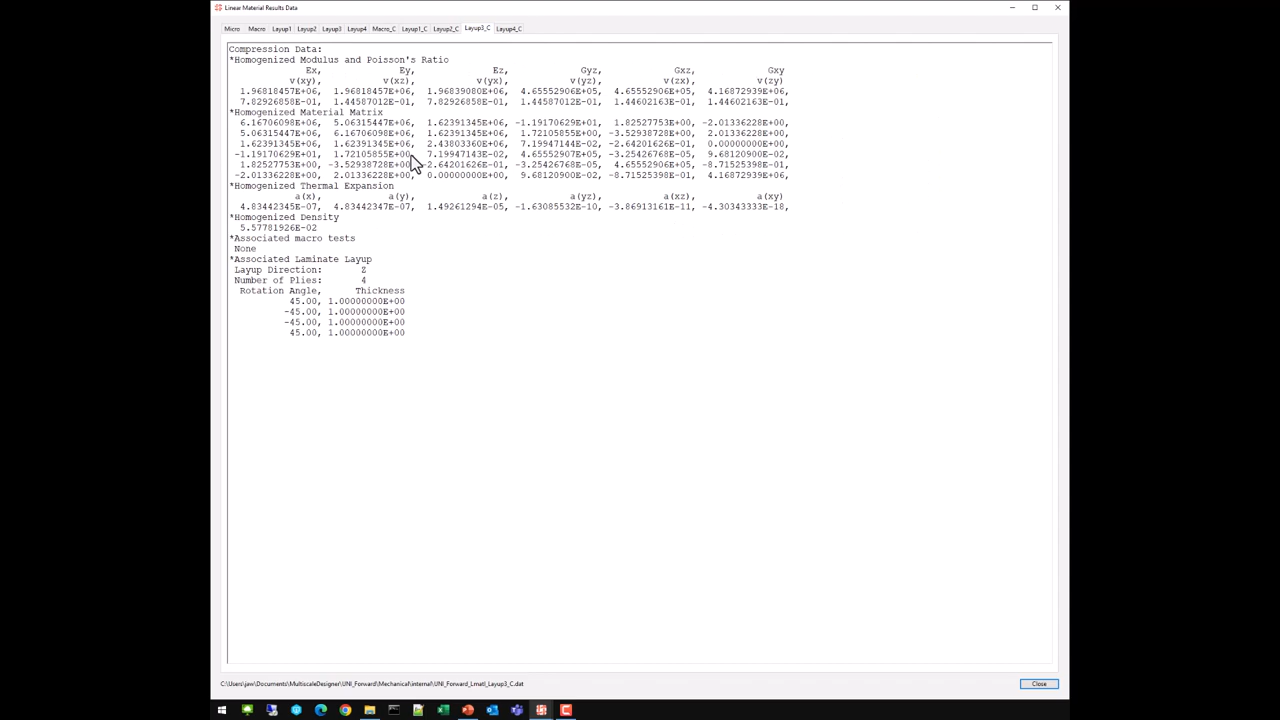 Linear Material Results Data
Micro Macro Layup1 Layup2 Layup3 Layup4 Macro_C Layup1_C Layup2_C Layup3_C Layup4_C
Compression Data:
*Homogenized Modulus and Poisson's Ratio
Ex, Ey, Ez, Gyz, Gxz, Gxy
v(xy) v(xz) v(yx) v(yz) v(zx) v(zy)
1.96818457E+06, 1.96818457E+06, 1.96839080E+06, 4.65552906E+05, 4.65552906E+05, 4.16872939E+06,
7.82926858E-01, 1.44587012E-01, 7.82926858E-01, 1.44587012E-01, 1.44602163E-01, 1.44602163E-01,
*Homogenized Material Matrix
6.16706098E+06, 5.06315447E+06, 1.62391345E+06, -1.19170629E+01, 1.82527753E+00, -2.01336228E+00,
5.06315447E+06, 6.16706098E+06, 1.62391345E+06, 1.72105855E+00, -3.52938728E+00, 2.01336228E+00,
1.62391345E+06, 1.62391345E+06, 2.43803360E+06, 7.19947144E-02, -2.64201626E-01, 0.00000000E+00,
-1.19170629E+01, 1.72105855E+00, 7.19947143E-02, 4.65552907E+05, -3.25426768E-05, 9.68120900E-02,
1.82527753E+00, -3.52938728E+00, -2.64201626E-01, -3.25426768E-05, 4.65552906E+05, -8.71525398E-01,
-2.01336228E+00, 2.01336228E+00, 0.00000000E+00, 9.68120901E-02, -8.71525398E-01, 4.16872939E+06,
*Homogenized Thermal Expansion
a(x), a(y), a(z), a(yz), a(xz), a(xy)
4.83442345E-07, 4.83442347E-07, 1.49261294E-05, -1.63085532E-10, -3.86913161E-11, -4.30343333E-18,
*Homogenized Density
5.57781926E-02
*Associated macro tests
None
*Associated Laminate Layup
Layup Direction: Z
Number of Plies: 4
Rotation Angle, Thickness
45.00, 1.00000000E+00
-45.00, 1.00000000E+00
-45.00, 1.00000000E+00
45.00, 1.00000000E+00
C:\Users\jaw\Documents\MultiscaleDesigner\UNI_Forward\Mechanical\internal\UNI_Forward_Lmatl_Layup3_C.dat
Close